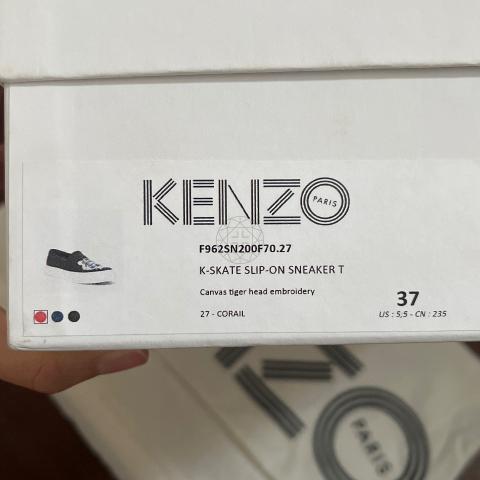 KENZO
PARIS
F962SN200F70.27
K-SKATE SLIP-ON SNEAKER T
Canvas tiger head embroidery
27 - CORAIL
37
US : 5,5 - CN : 235
PARIS